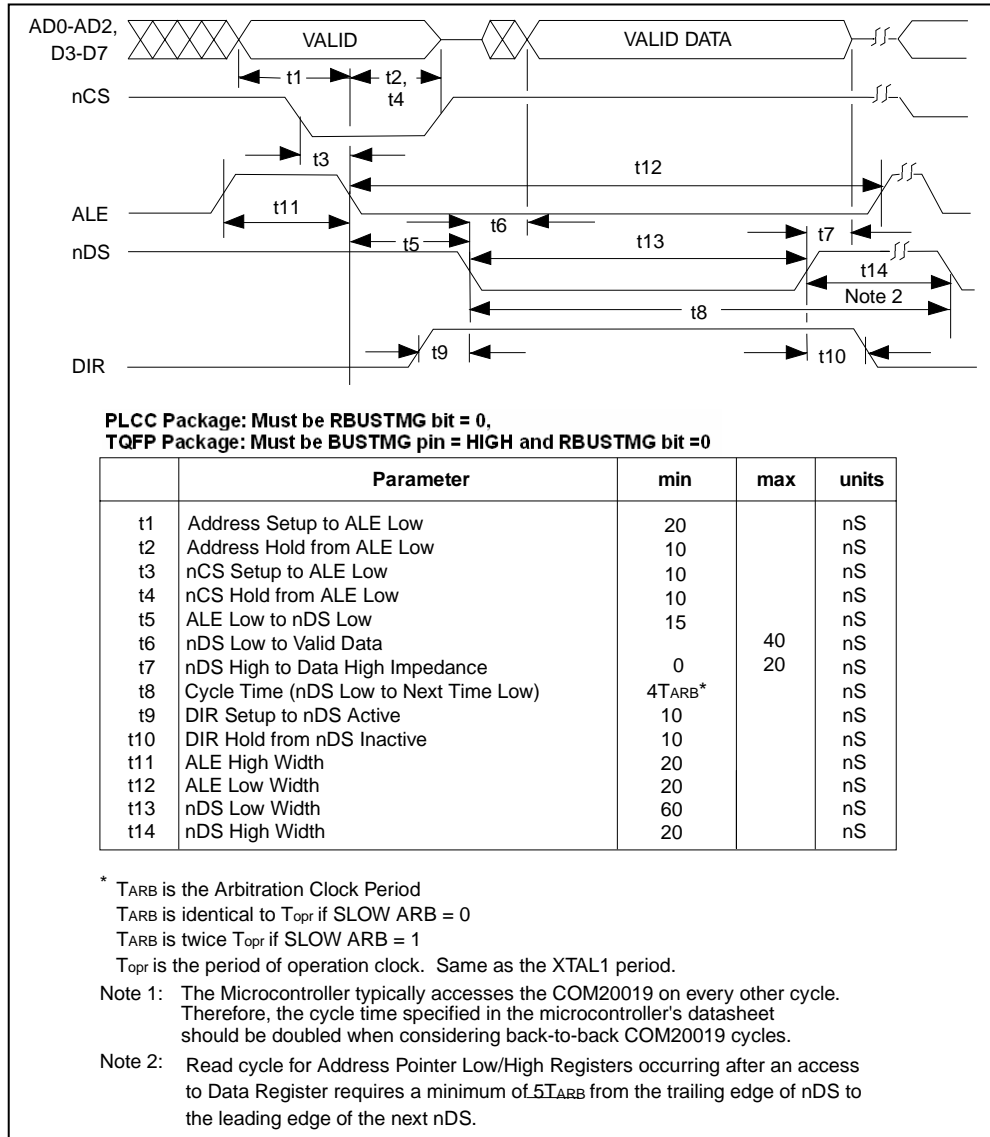 AD0-AD2,
D3-D7
VALID
VALID DATA
t1
t2,
t4
nCS
t3
t12
ALE
t11
t6
t5
nDS
t13
t7
t14
Note 2
t8
t9
t10
DIR
PLCC Package: Must be RBUSTMG bit = 0,
TQFP Package: Must be BUSTMG pin = HIGH and RBUSTMG bit =0
Parameter min max units
t1 Address Setup to ALE Low 20 nS
t2 Address Hold from ALE Low 10 nS
t3 nCS Setup to ALE Low 10 nS
t4 nCS Hold from ALE Low 10 nS
t5 ALE Low to nDS Low 15 nS
t6 nDS Low to Valid Data 40 nS
t7 nDS High to Data High Impedance 0 20 nS
t8 Cycle Time (nDS Low to Next Time Low) 4TARB* nS
t9 DIR Setup to nDS Active 10 nS
t10 DIR Hold from nDS Inactive 10 nS
t11 ALE High Width 20 nS
t12 ALE Low Width 20 nS
t13 nDS Low Width 60 nS
t14 nDS High Width 20 nS
* TARB is the Arbitration Clock Period
TARB is identical to Topr if SLOW ARB = 0
TARB is twice Topr if SLOW ARB = 1
Topr is the period of operation clock. Same as the XTAL1 period.
Note 1: The Microcontroller typically accesses the COM20019 on every other cycle.
Therefore, the cycle time specified in the microcontroller's datasheet
should be doubled when considering back-to-back COM20019 cycles.
Note 2: Read cycle for Address Pointer Low/High Registers occurring after an access
to Data Register requires a minimum of 5TARB from the trailing edge of nDS to
the leading edge of the next nDS.